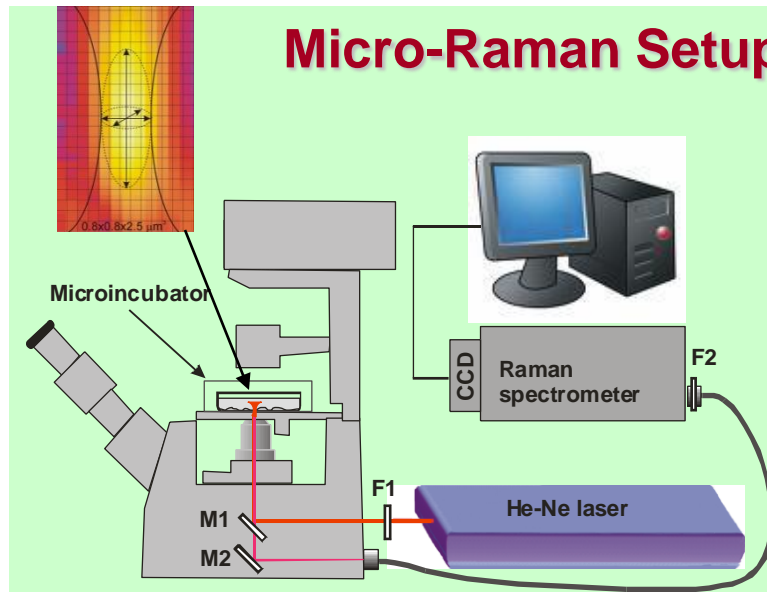 Micro-Raman Setup
0.8x0.8x2.5 µm³
Microincubator
CCD
Raman
spectrometer
F2
F1
He-Ne laser
M1
M2